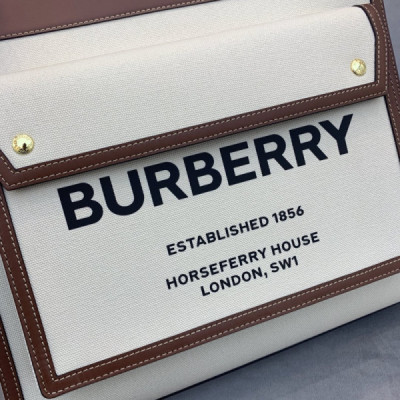 BURBERRY
ESTABLISHED 1856
HORSEFERRY HOUSE
LONDON, SW1